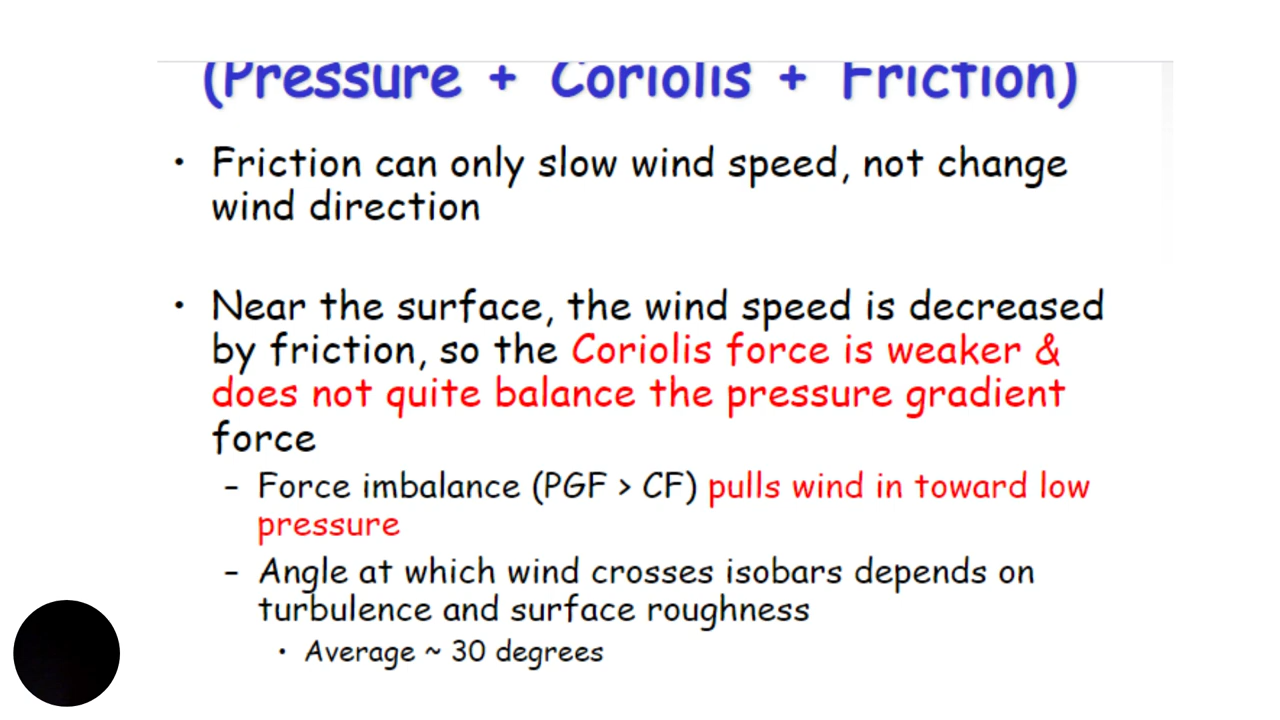 (Pressure + Coriolis + Friction)
• Friction can only slow wind speed, not change
wind direction
• Near the surface, the wind speed is decreased
by friction, so the Coriolis force is weaker &
does not quite balance the pressure gradient
force
– Force imbalance (PGF > CF) pulls wind in toward low
pressure
– Angle at which wind crosses isobars depends on
turbulence and surface roughness
• Average ~ 30 degrees